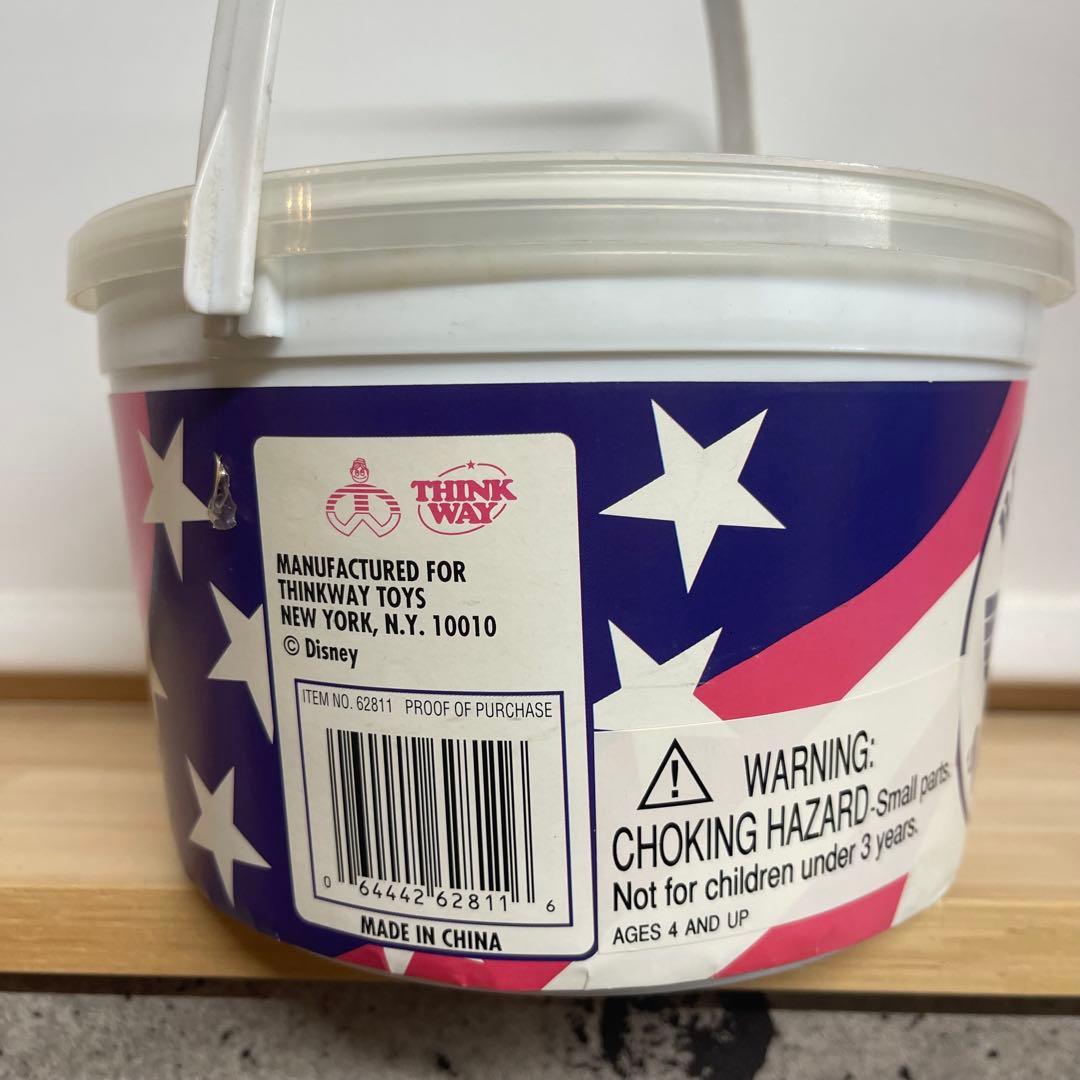 THINK
WAY
MANUFACTURED FOR
THINKWAY TOYS
NEW YORK, N.Y. 10010
© Disney
ITEM NO. 62811 PROOF OF PURCHASE
0 64442 62811 6
MADE IN CHINA
WARNING:
CHOKING HAZARD-Small parts.
Not for children under 3 years.
AGES 4 AND UP